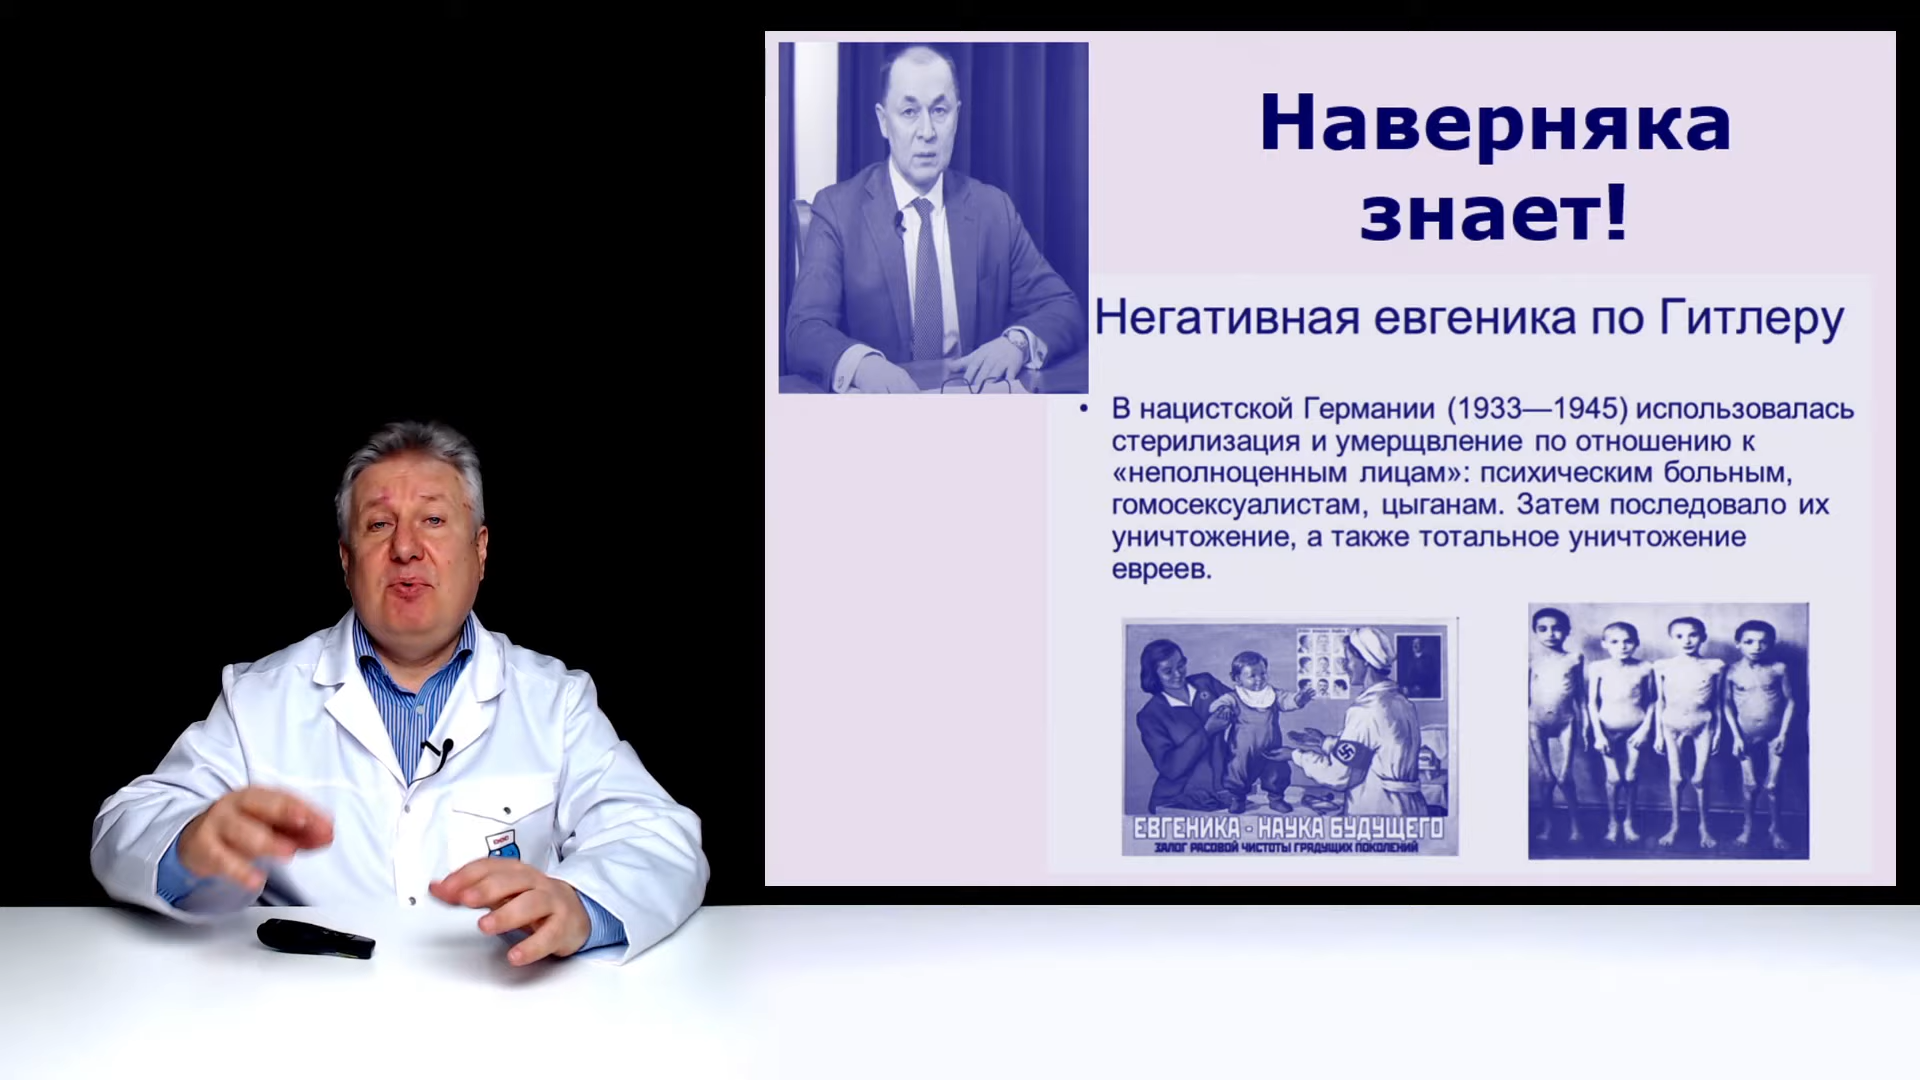 Наверняка
знает!
Негативная евгеника по Гитлеру
• В нацистской Германии (1933—1945) использовалась
стерилизация и умерщвление по отношению к
«неполноценным лицам»: психическим больным,
гомосексуалистам, цыганам. Затем последовало их
уничтожение, а также тотальное уничтожение
евреев.
ЕВГЕНИКА - НАУКА БУДУЩЕГО
ЗАЛОГ РАСОВОЙ ЧИСТОТЫ ГРЯДУЩИХ ПОКОЛЕНИЙ